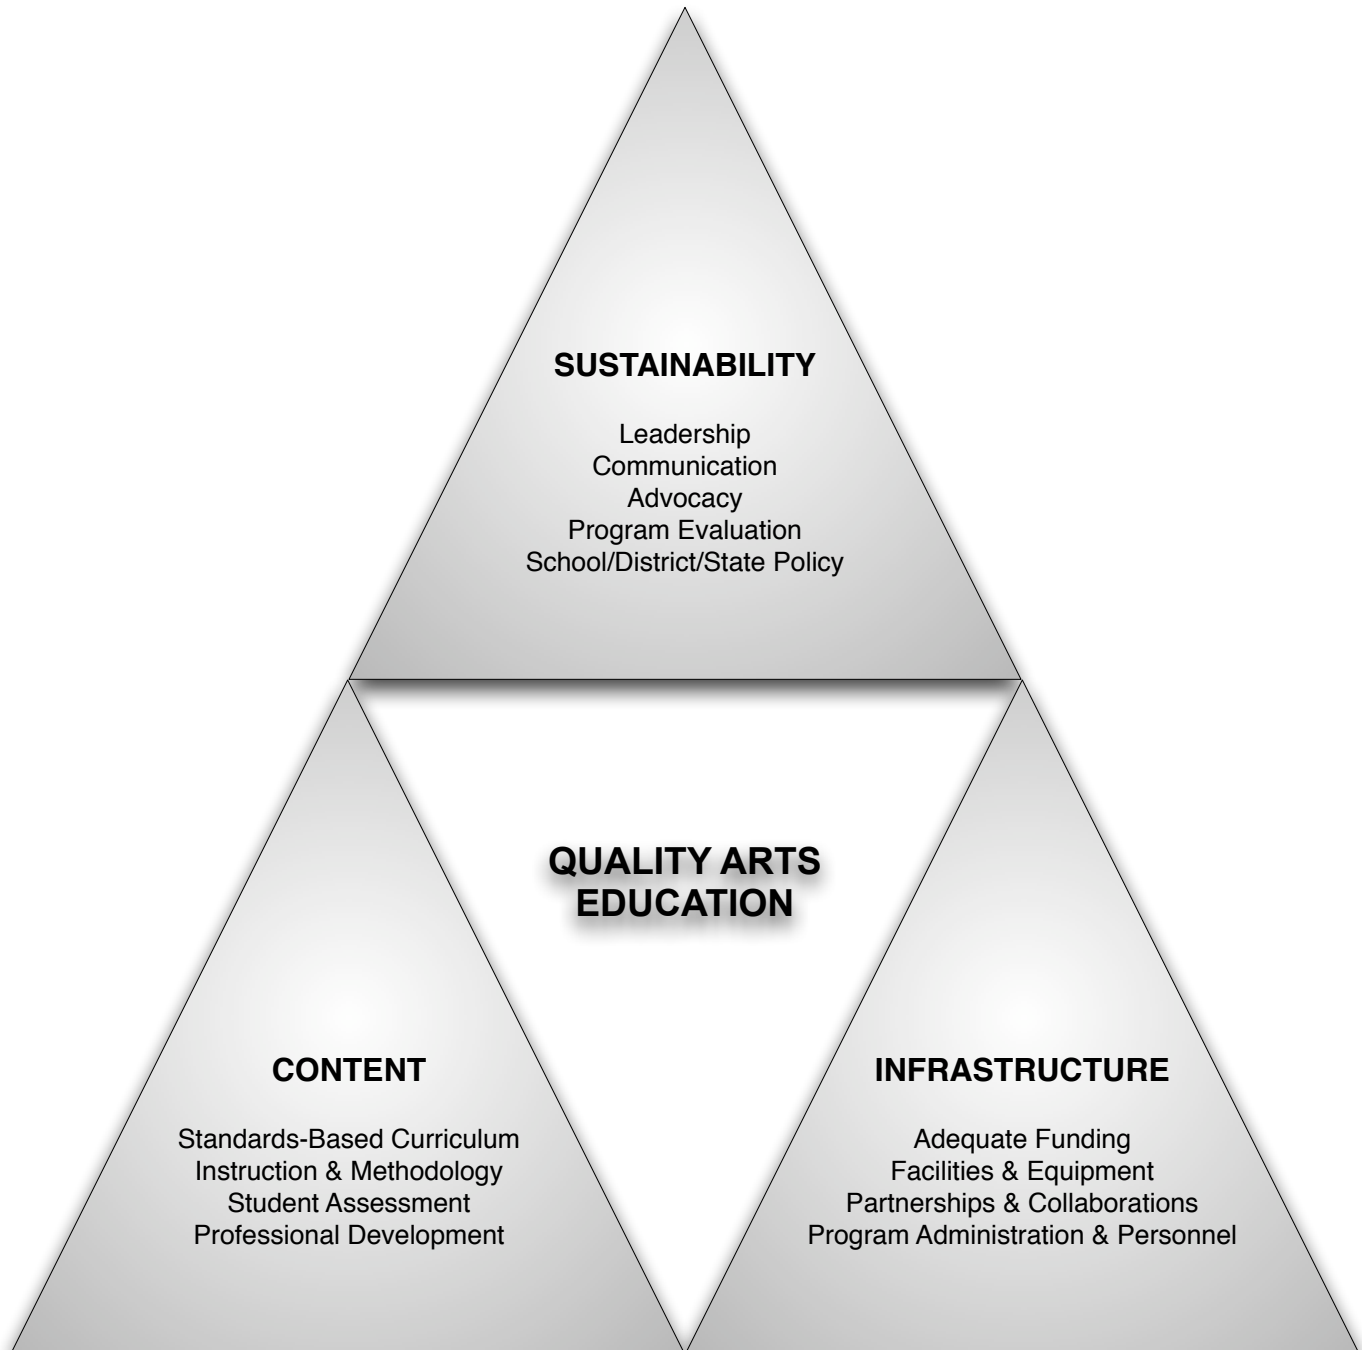 SUSTAINABILITY
Leadership
Communication
Advocacy
Program Evaluation
School/District/State Policy
QUALITY ARTS
EDUCATION
CONTENT
Standards-Based Curriculum
Instruction & Methodology
Student Assessment
Professional Development
INFRASTRUCTURE
Adequate Funding
Facilities & Equipment
Partnerships & Collaborations
Program Administration & Personnel